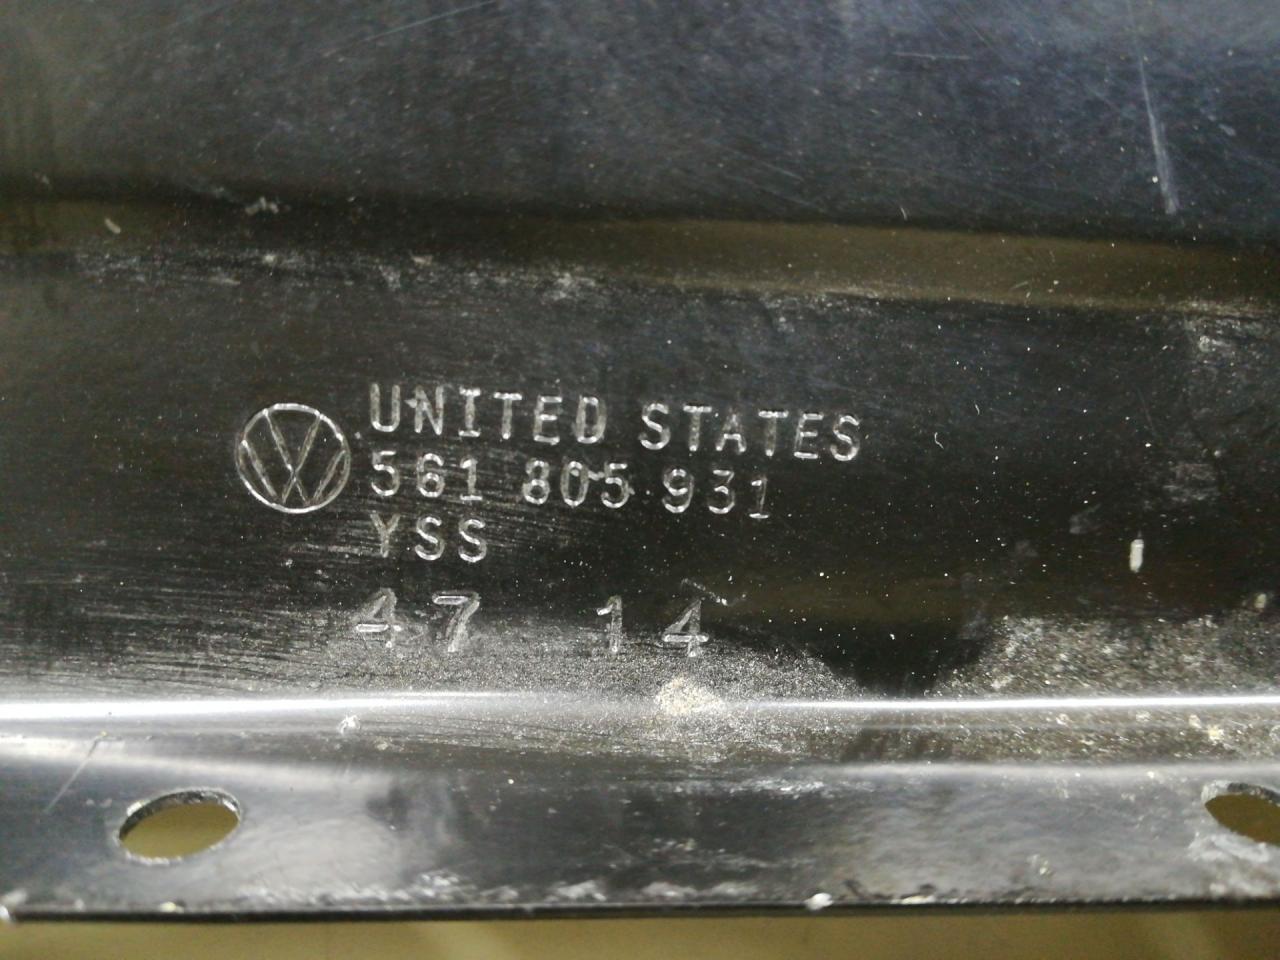 UNITED STATES
561 805 931
YSS
47 14